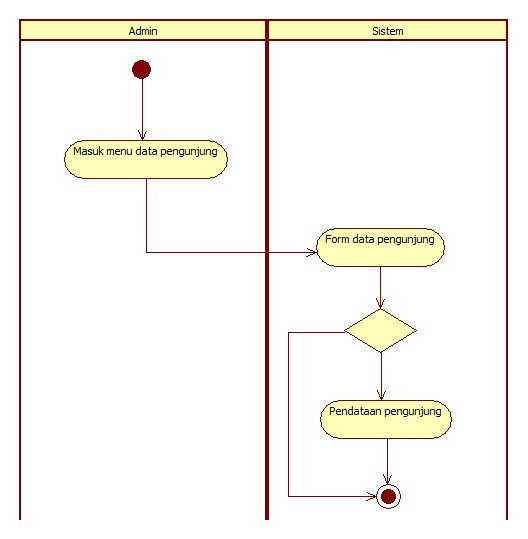 Admin
Sistem
Masuk menu data pengunjung
Form data pengunjung
Pendataan pengunjung